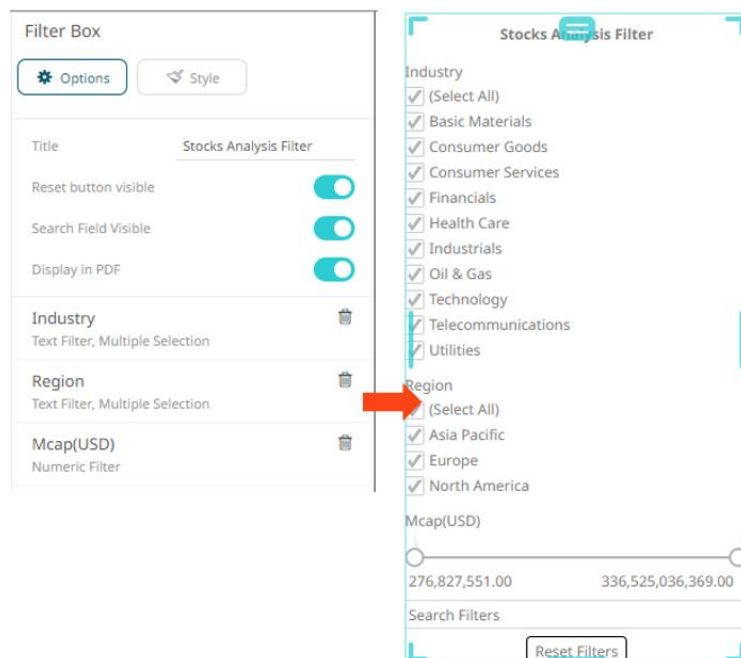 Filter Box
Options
Style
Title
Stocks Analysis Filter
Reset button visible
Search Field Visible
Display in PDF
Industry
Text Filter, Multiple Selection
Region
Text Filter, Multiple Selection
Mcap(USD)
Numeric Filter
Stocks Analysis Filter
Industry
(Select All)
Basic Materials
Consumer Goods
Consumer Services
Financials
Health Care
Industrials
Oil & Gas
Technology
Telecommunications
Utilities
Region
(Select All)
Asia Pacific
Europe
North America
Mcap(USD)
276,827,551.00
336,525,036,369.00
Search Filters
Reset Filters